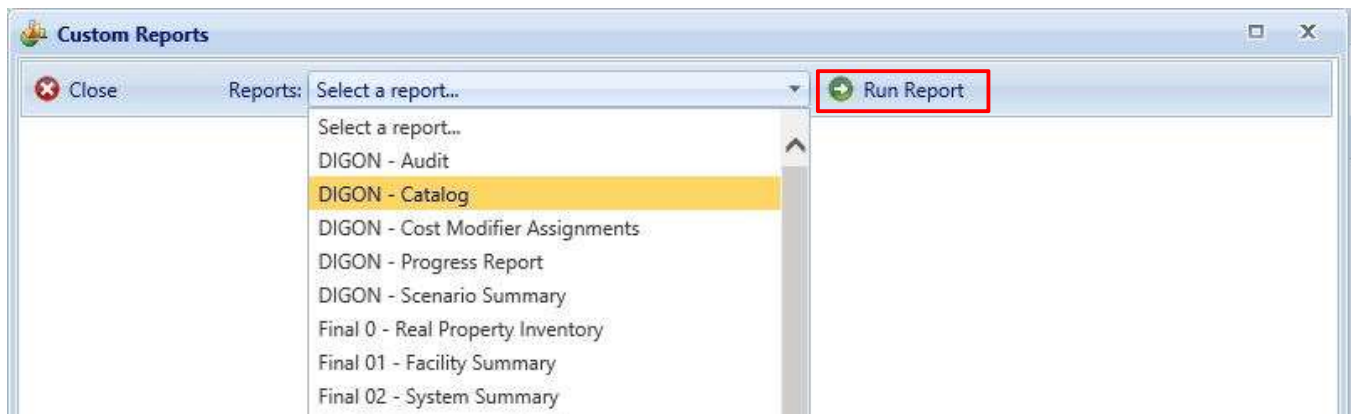 Custom Reports
Close Reports: Select a report... Run Report
Select a report...
DIGON - Audit
DIGON - Catalog
DIGON - Cost Modifier Assignments
DIGON - Progress Report
DIGON - Scenario Summary
Final 0 - Real Property Inventory
Final 01 - Facility Summary
Final 02 - System Summary